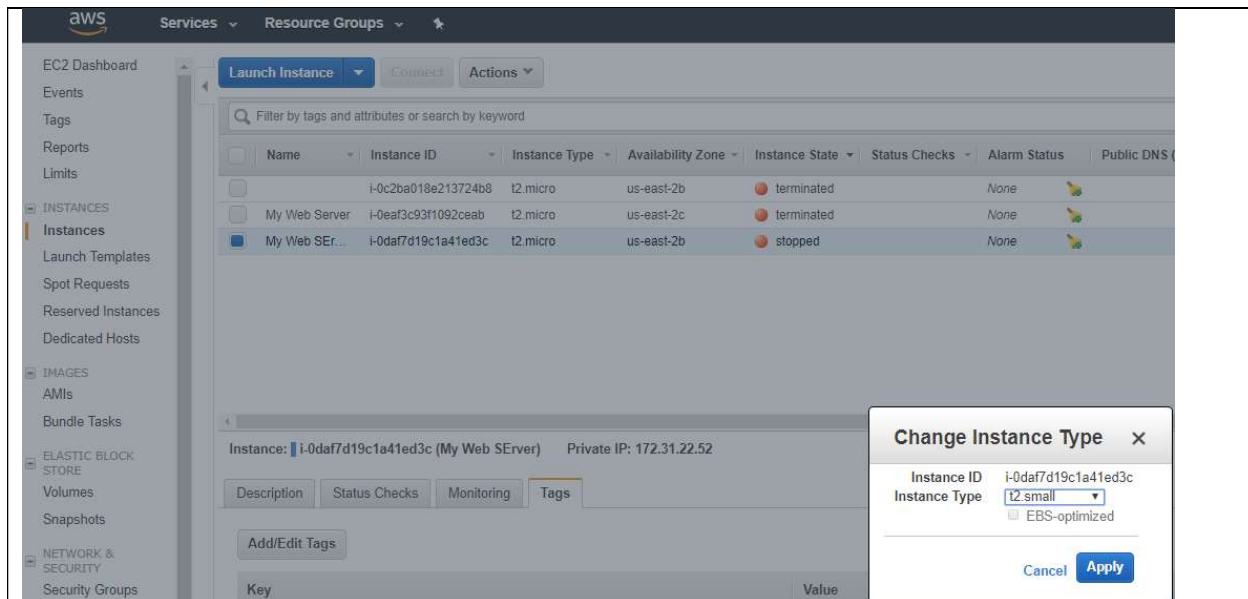 aws Services Resource Groups
EC2 Dashboard
Events
Tags
Reports
Limits
INSTANCES
Instances
Launch Templates
Spot Requests
Reserved Instances
Dedicated Hosts
IMAGES
AMIs
Bundle Tasks
ELASTIC BLOCK
STORE
Volumes
Snapshots
NETWORK &
SECURITY
Security Groups
Launch Instance Connect Actions
Filter by tags and attributes or search by keyword
Name Instance ID Instance Type Availability Zone Instance State Status Checks Alarm Status Public DNS (
i-0c2ba018e213724b8 t2.micro us-east-2b terminated None
My Web Server i-0eaf3c93f1092ceab t2.micro us-east-2c terminated None
My Web SEr... i-0daf7d19c1a41ed3c t2.micro us-east-2b stopped None
Instance: i-0daf7d19c1a41ed3c (My Web SErver) Private IP: 172.31.22.52
Description Status Checks Monitoring Tags
Add/Edit Tags
Key Value
Change Instance Type ×
Instance ID i-0daf7d19c1a41ed3c
Instance Type t2.small
EBS-optimized
Cancel Apply